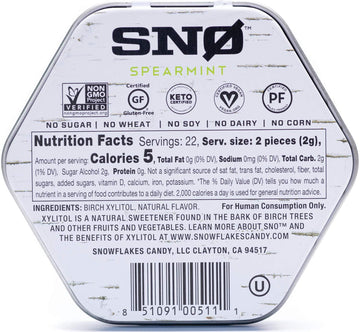 SNØ
SPEARMINT
NON GMO Project VERIFIED
nongmoproject.org
Certified GF Gluten-Free
KETO CERTIFIED
CERTIFIED VEGAN
Certified PF
NO SUGAR | NO WHEAT | NO SOY | NO DAIRY | NO CORN
Nutrition Facts Servings: 22, Serv. size: 2 pieces (2g),
Amount per serving: Calories 5, Total Fat 0g (0% DV), Sodium 0mg (0% DV), Total Carb. 2g
(1% DV), Sugar Alcohol 2g, Protein 0g. Not a significant source of sat fat, trans fat, cholesterol, fiber, total
sugars, added sugars, vitamin D, calcium, iron, potassium. "The % Daily Value (DV) tells you how much a
nutrient in a serving of food contributes to a daily diet. 2,000 calories a day is used for general nutrition advice.
INGREDIENTS: BIRCH XYLITOL, NATURAL FLAVOR. For Human Consumption Only.
XYLITOL IS A NATURAL SWEETENER FOUND IN THE BARK OF BIRCH TREES
AND OTHER FRUITS AND VEGETABLES. LEARN MORE ABOUT SNØ™ AND
THE BENEFITS OF XYLITOL AT WWW.SNOWFLAKESCANDY.COM
SNOWFLAKES CANDY, LLC CLAYTON, CA 94517
8 51091 00511 1
U